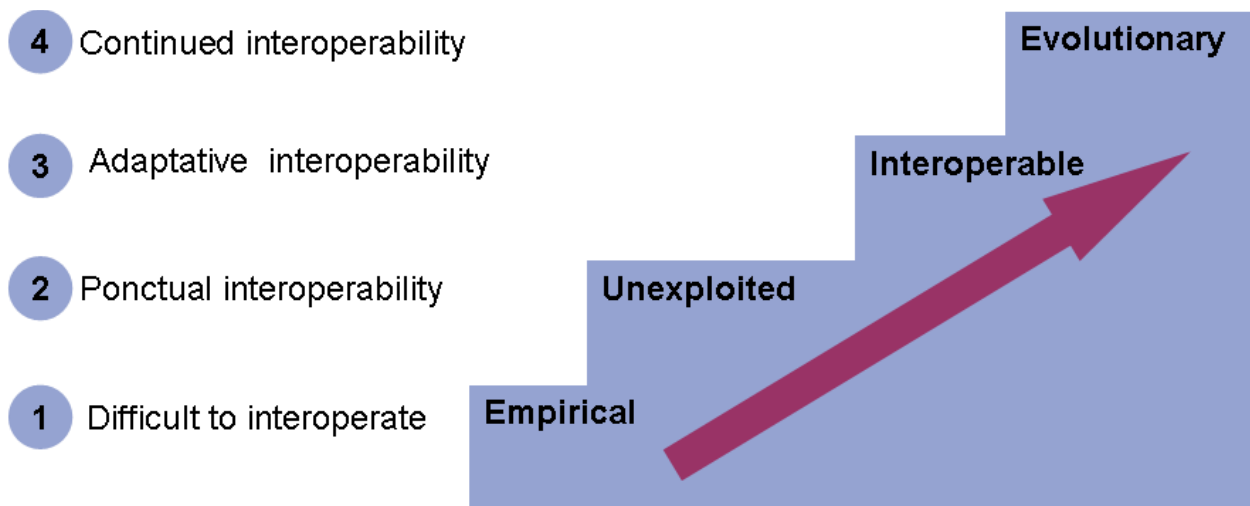 4 Continued interoperability Evolutionary
3 Adaptative interoperability Interoperable
2 Ponctual interoperability Unexploited
1 Difficult to interoperate Empirical